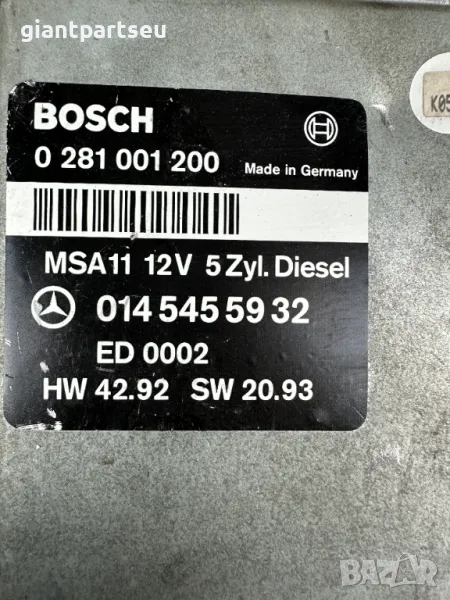 giantpartseu
K05
BOSCH
0 281 001 200
Made in Germany
MSA11 12V 5 Zyl. Diesel
014 545 59 32
ED 0002
HW 42.92 SW 20.93
BAZAR